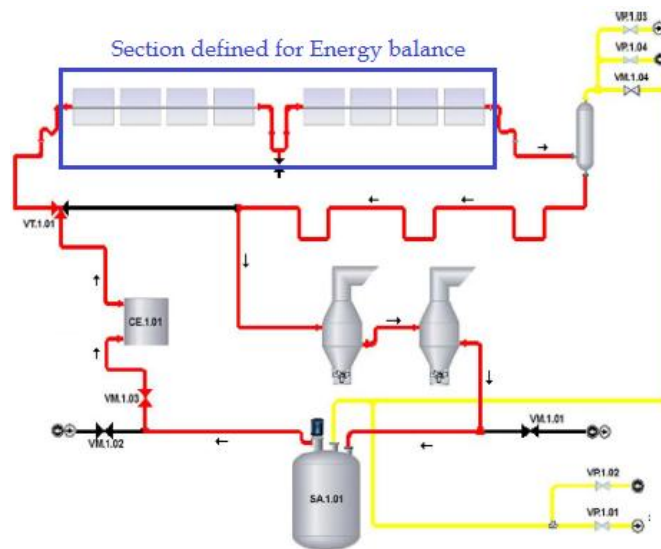 VP.1.03
Section defined for Energy balance
VP.1.04
VM.1.04
VT.1.01
CE.1.01
VM.1.03
VM.1.02
VM.1.01
SA.1.01
VP.1.02
VP.1.01